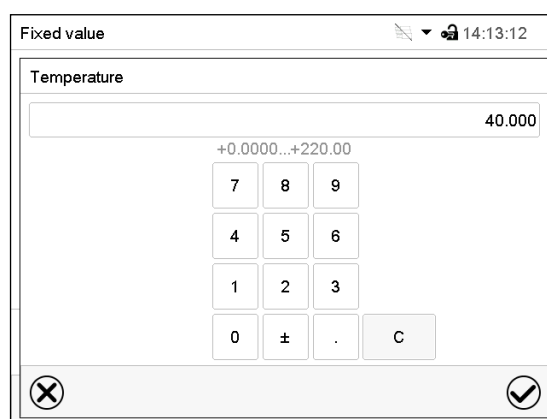 Fixed value 14:13:12
Temperature
40.000
+0.0000...+220.00
7 8 9
4 5 6
1 2 3
0 ± . C